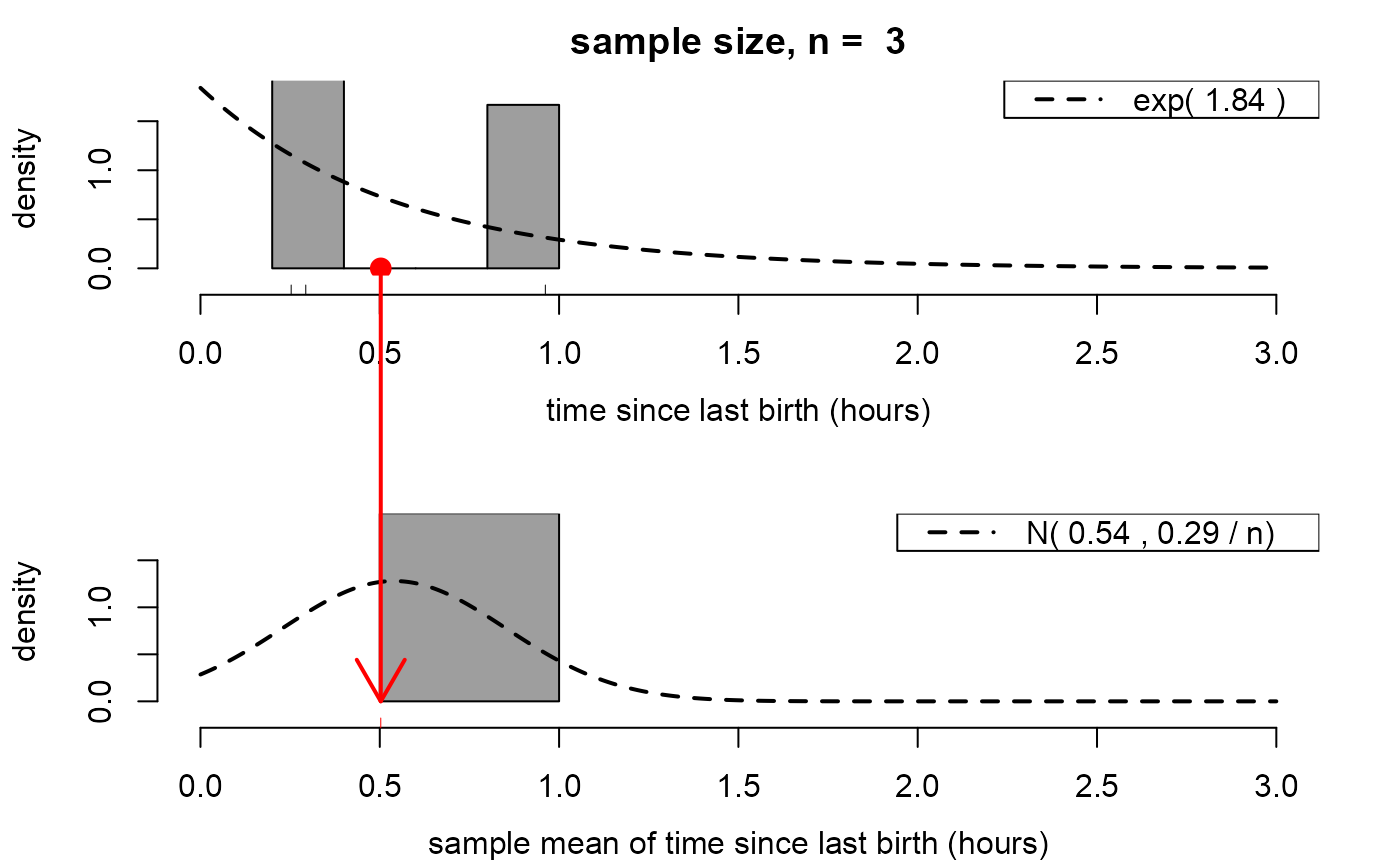 sample size, n =  3
exp( 1.84 )
density
1.0
0.0
0.0 0.5 1.0 1.5 2.0 2.5 3.0
time since last birth (hours)
N( 0.54 , 0.29 / n)
density
1.0
0.0
0.0 0.5 1.0 1.5 2.0 2.5 3.0
sample mean of time since last birth (hours)